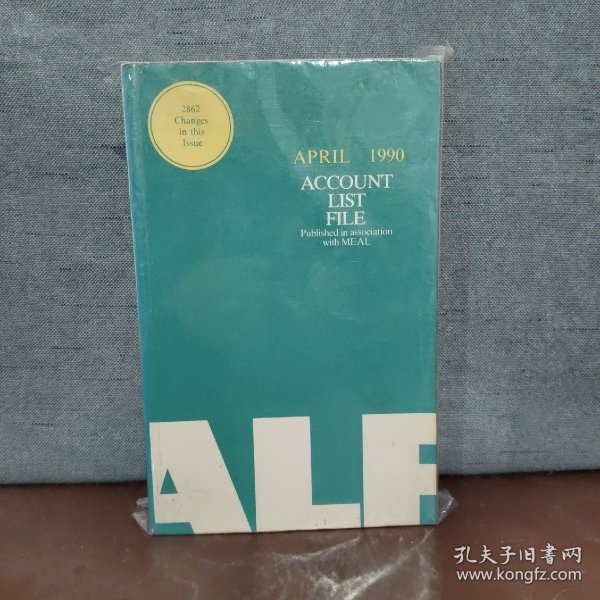 2862
Changes
in this
Issue
APRIL 1990
ACCOUNT
LIST
FILE
Published in association
with MEAL
ALF
孔夫子旧书网
www.kongfz.com